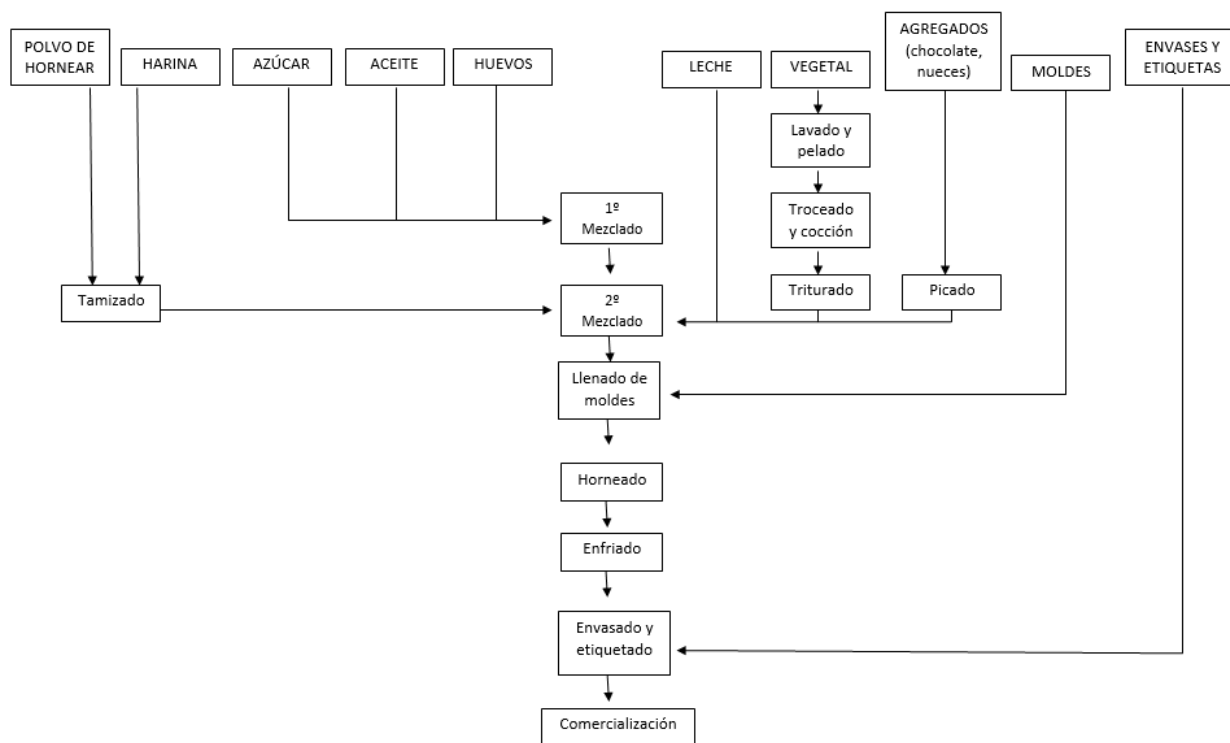 POLVO DE
HORNEAR
HARINA
AZÚCAR
ACEITE
HUEVOS
LECHE
VEGETAL
AGREGADOS
(chocolate,
nueces)
MOLDES
ENVASES Y
ETIQUETAS
Lavado y
pelado
Troceado
y cocción
1º
Mezclado
Tamizado
2º
Mezclado
Triturado
Picado
Llenado de
moldes
Horneado
Enfriado
Envasado y
etiquetado
Comercialización